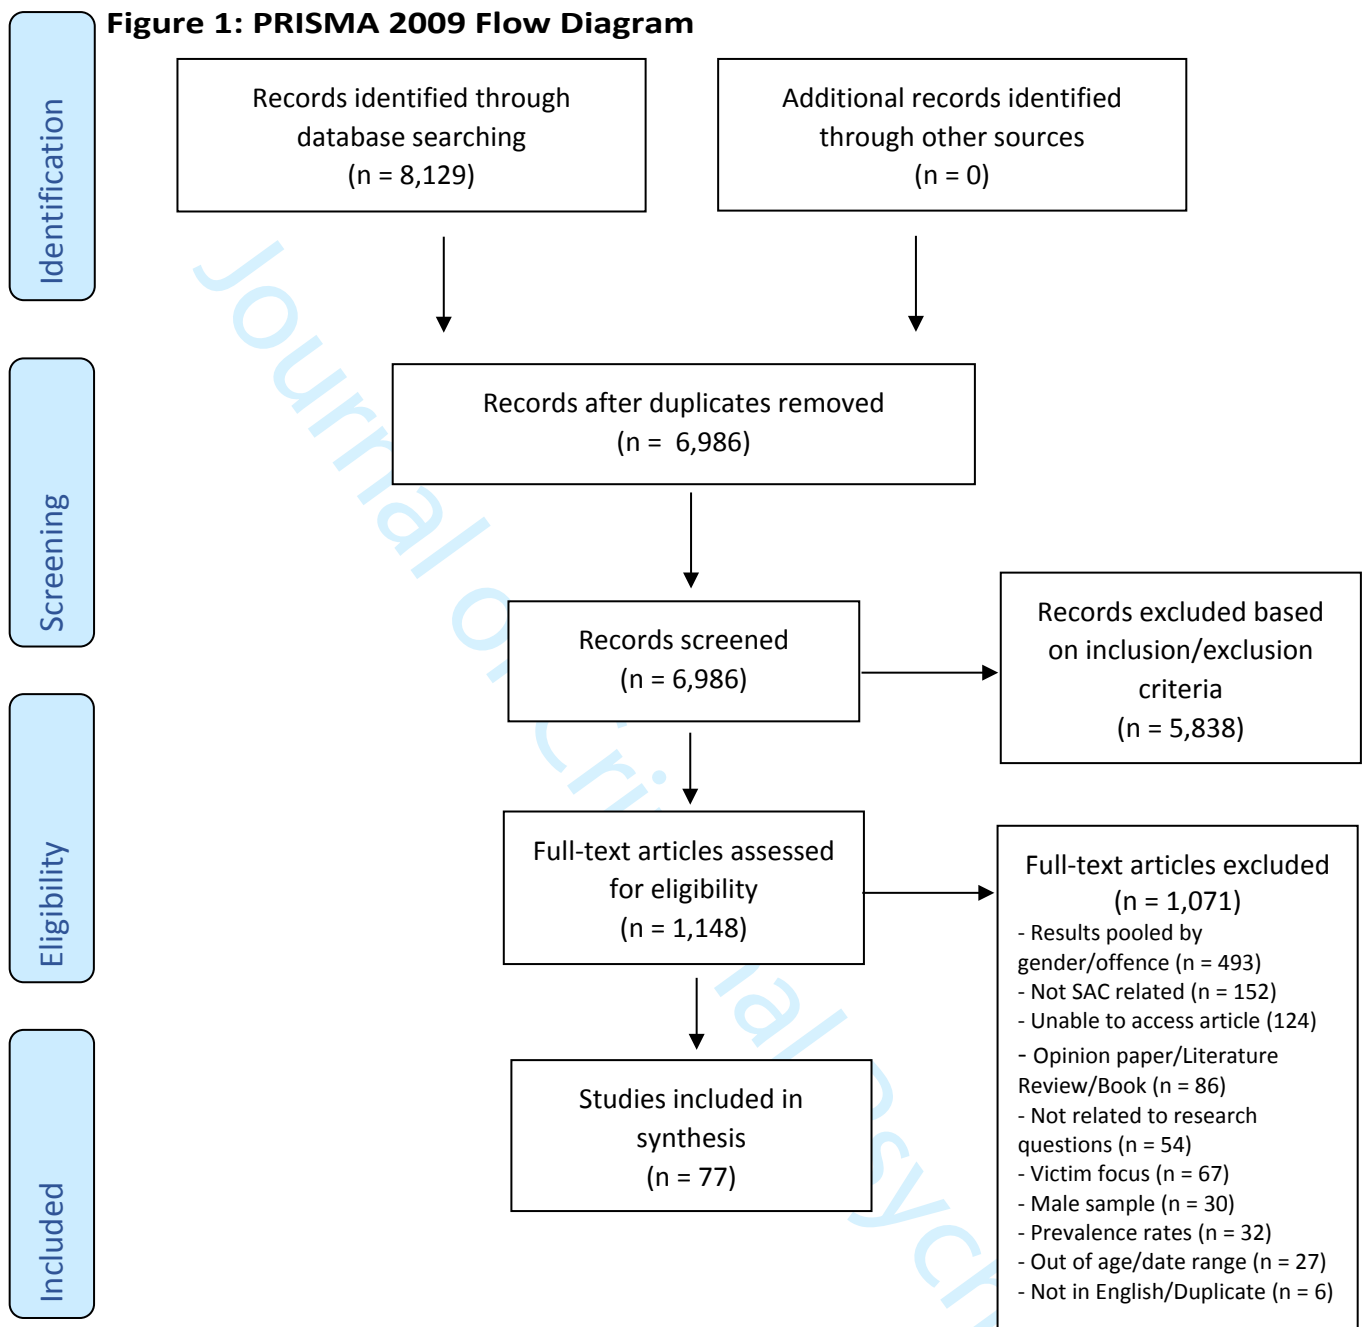 Figure 1: PRISMA 2009 Flow Diagram
Identification
Records identified through
database searching
(n = 8,129)
Additional records identified
through other sources
(n = 0)
Screening
Records after duplicates removed
(n = 6,986)
Records screened
(n = 6,986)
Records excluded based
on inclusion/exclusion
criteria
(n = 5,838)
Eligibility
Full-text articles assessed
for eligibility
(n = 1,148)
Full-text articles excluded
(n = 1,071)
- Results pooled by
gender/offence (n = 493)
- Not SAC related (n = 152)
- Unable to access article (124)
- Opinion paper/Literature
Review/Book (n = 86)
- Not related to research
questions (n = 54)
- Victim focus (n = 67)
- Male sample (n = 30)
- Prevalence rates (n = 32)
- Out of age/date range (n = 27)
- Not in English/Duplicate (n = 6)
Included
Studies included in
synthesis
(n = 77)
Journal of